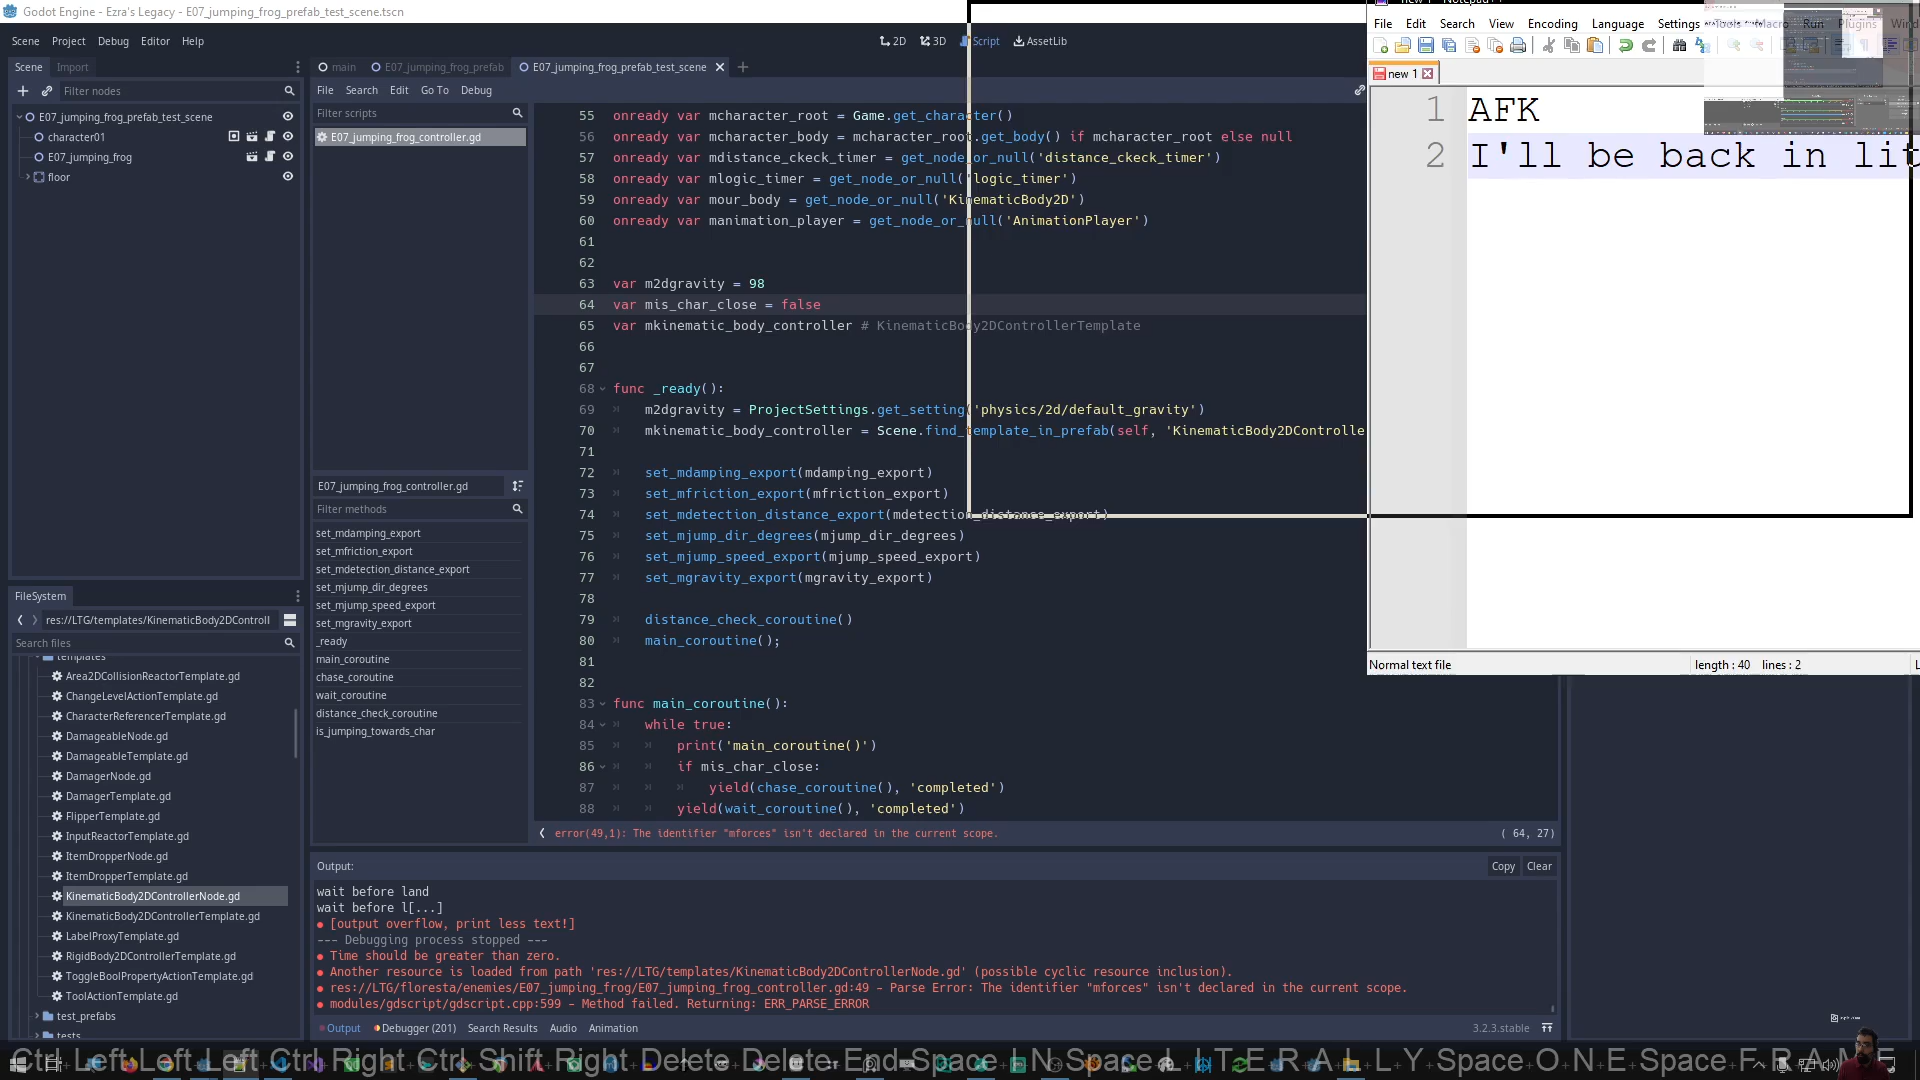 Godot Engine - Ezra's Legacy - E07_jumping_frog_prefab_test_scene.tscn
Scene Project Debug Editor Help
2D 3D Script AssetLib
Scene Import
Filter nodes
E07_jumping_frog_prefab_test_scene
character01
E07_jumping_frog
floor
FileSystem
res://LTG/templates/KinematicBody2DControll
Search files
templates
Area2DCollisionReactorTemplate.gd
ChangeLevelActionTemplate.gd
CharacterReferencerTemplate.gd
DamageableNode.gd
DamageableTemplate.gd
DamagerNode.gd
DamagerTemplate.gd
FlipperTemplate.gd
InputReactorTemplate.gd
ItemDropperNode.gd
ItemDropperTemplate.gd
KinematicBody2DControllerNode.gd
KinematicBody2DControllerTemplate.gd
LabelProxyTemplate.gd
RigidBody2DControllerTemplate.gd
ToggleBoolPropertyActionTemplate.gd
ToolActionTemplate.gd
test_prefabs
tests
main E07_jumping_frog_prefab E07_jumping_frog_prefab_test_scene
File Search Edit Go To Debug
Filter scripts
E07_jumping_frog_controller.gd
E07_jumping_frog_controller.gd
Filter methods
set_mdamping_export
set_mfriction_export
set_mdetection_distance_export
set_mjump_dir_degrees
set_mjump_speed_export
set_mgravity_export
_ready
main_coroutine
chase_coroutine
wait_coroutine
distance_check_coroutine
is_jumping_towards_char
55 onready var mcharacter_root = Game.get_character()
56 onready var mcharacter_body = mcharacter_root.get_body() if mcharacter_root else null
57 onready var mdistance_ckeck_timer = get_node_or_null('distance_ckeck_timer')
58 onready var mlogic_timer = get_node_or_null('logic_timer')
59 onready var mour_body = get_node_or_null('KinematicBody2D')
60 onready var manimation_player = get_node_or_null('AnimationPlayer')
61
62
63 var m2dgravity = 98
64 var mis_char_close = false
65 var mkinematic_body_controller # KinematicBody2DControllerTemplate
66
67
68 func _ready():
69 m2dgravity = ProjectSettings.get_setting('physics/2d/default_gravity')
70 mkinematic_body_controller = Scene.find_template_in_prefab(self, 'KinematicBody2DControlle
71
72 set_mdamping_export(mdamping_export)
73 set_mfriction_export(mfriction_export)
74 set_mdetection_distance_export(mdetection_distance_export)
75 set_mjump_dir_degrees(mjump_dir_degrees)
76 set_mjump_speed_export(mjump_speed_export)
77 set_mgravity_export(mgravity_export)
78
79 distance_check_coroutine()
80 main_coroutine();
81
82
83 func main_coroutine():
84 while true:
85 print('main_coroutine()')
86 if mis_char_close:
87 yield(chase_coroutine(), 'completed')
88 yield(wait_coroutine(), 'completed')
error(49,1): The identifier "mforces" isn't declared in the current scope.
( 64, 27)
Output:
Copy Clear
wait before land
wait before l[...]
[output overflow, print less text!]
--- Debugging process stopped ---
Time should be greater than zero.
Another resource is loaded from path 'res://LTG/templates/KinematicBody2DControllerNode.gd' (possible cyclic resource inclusion).
res://LTG/floresta/enemies/E07_jumping_frog/E07_jumping_frog_controller.gd:49 - Parse Error: The identifier "mforces" isn't declared in the current scope.
modules/gdscript/gdscript.cpp:599 - Method failed. Returning: ERR_PARSE_ERROR
Output Debugger (201) Search Results Audio Animation
3.2.3.stable
File Edit Search View Encoding Language Settings Tools Macro Run Plugins Wind
new 1
1 AFK
2 I'll be back in lit
Normal text file
length : 40 lines : 2
Ctrl+Left+Left+Left+Ctrl+Right+Ctrl+Shift+Right+Delete+Delete+End+Space+I+N+Space+L+I+T+E+R+A+L+L+Y+Space+O+N+E+Space+F+R+A+M+E